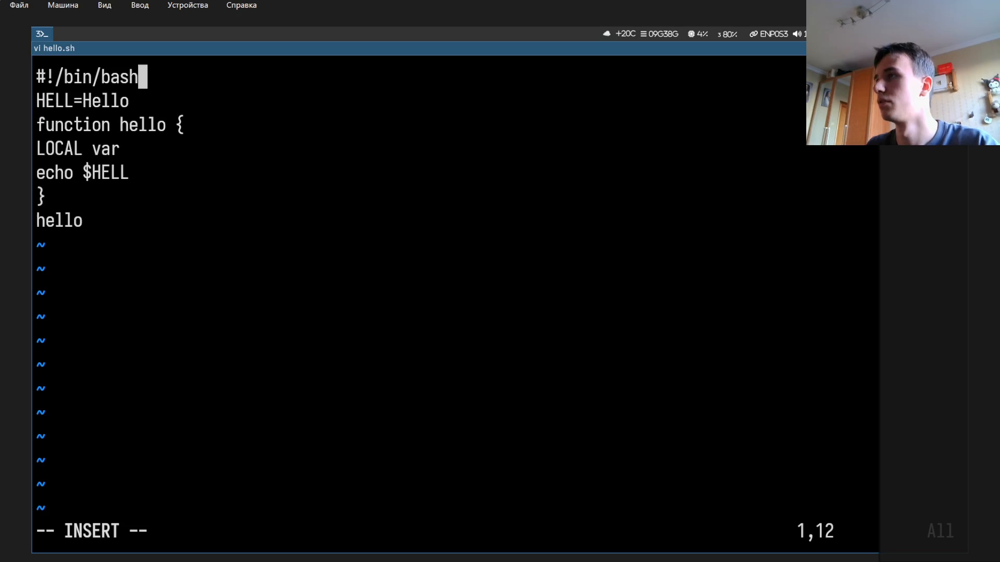 Файл Машина Вид Ввод Устройства Справка
3 >_ +20C 09G38G 4% 3 80% ENP0S3 1
vi hello.sh
#!/bin/bash
HELL=Hello
function hello {
LOCAL var
echo $HELL
}
hello
~
~
~
~
~
~
~
~
~
~
~
~
-- INSERT -- 1,12 All